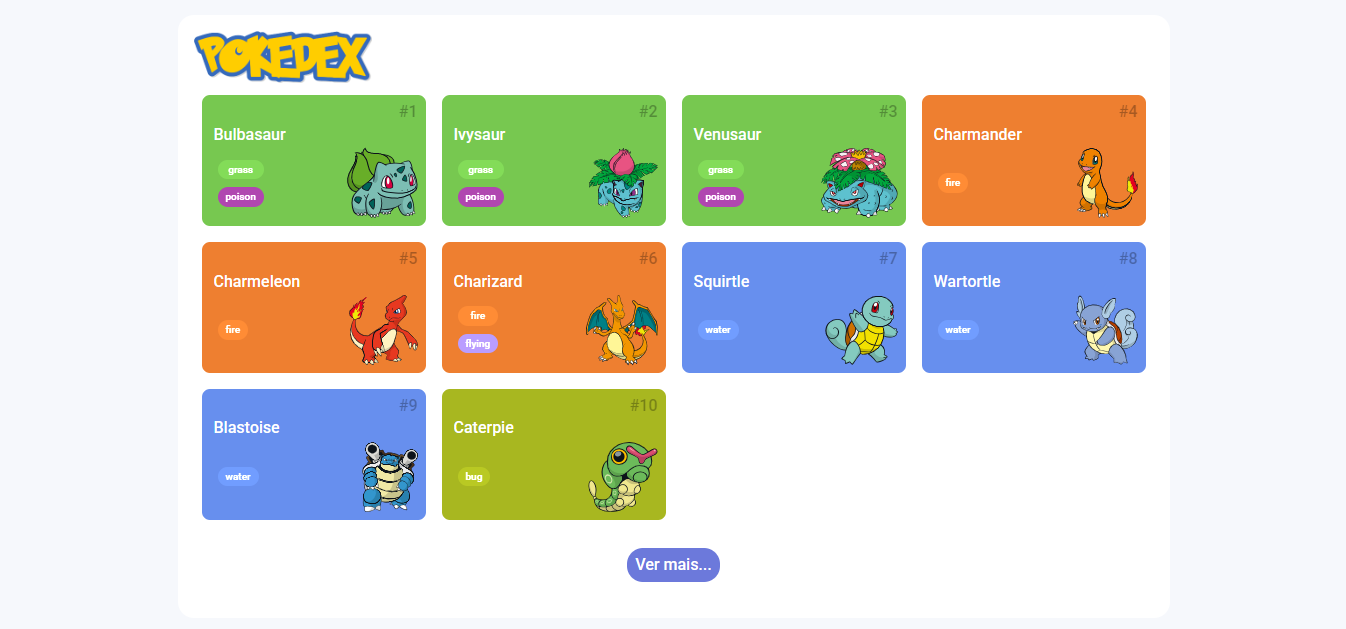 POKEDEX
#1
Bulbasaur
grass
poison
#2
Ivysaur
grass
poison
#3
Venusaur
grass
poison
#4
Charmander
fire
#5
Charmeleon
fire
#6
Charizard
fire
flying
#7
Squirtle
water
#8
Wartortle
water
#9
Blastoise
water
#10
Caterpie
bug
Ver mais...